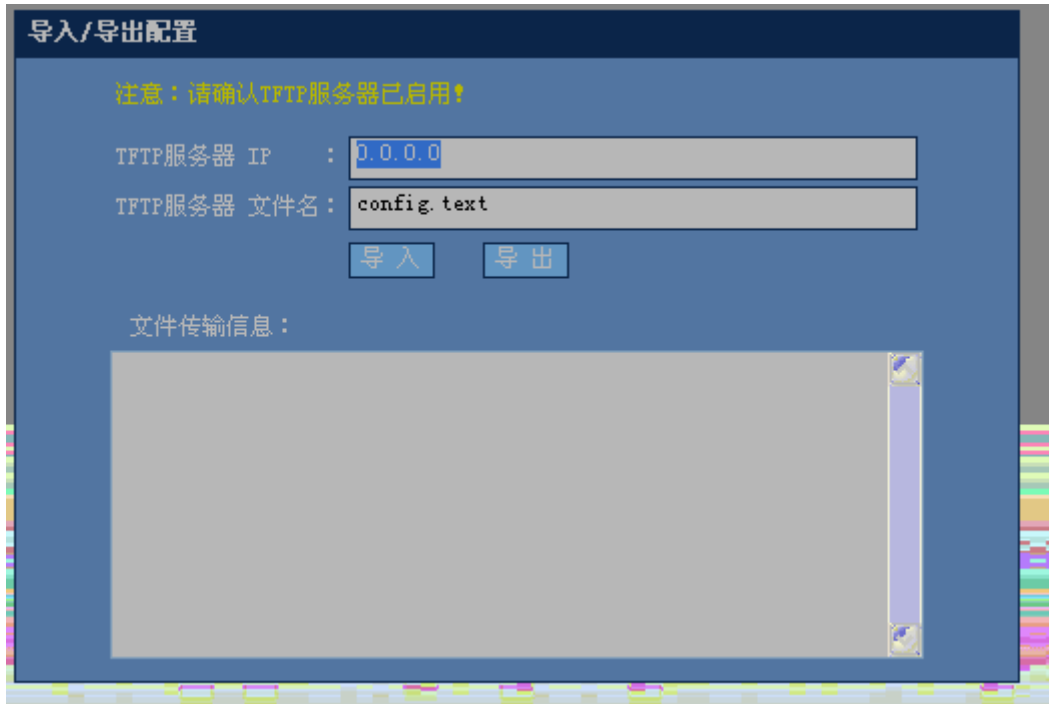 导入/导出配置
注意：请确认TFTP服务器已启用！
TFTP服务器 IP ： 0.0.0.0
TFTP服务器 文件名： config.text
导 入 导 出
文件传输信息：